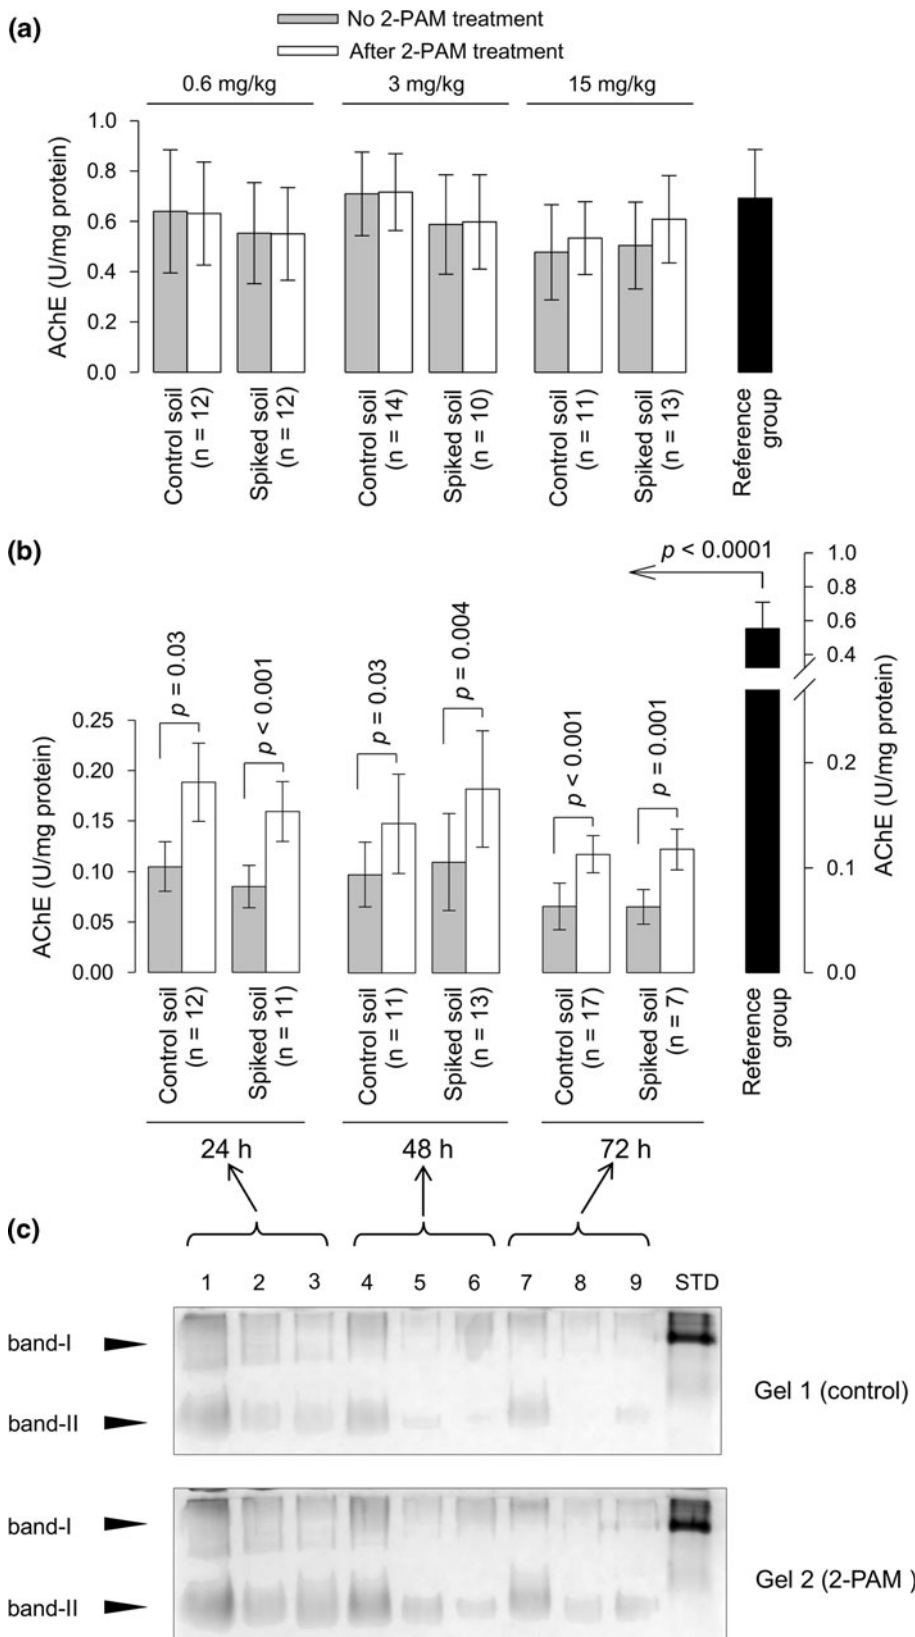 (a)
No 2-PAM treatment
After 2-PAM treatment
0.6 mg/kg
3 mg/kg
15 mg/kg
AChE (U/mg protein)
1.0
0.8
0.6
0.4
0.2
0.0
Control soil
(n = 12)
Spiked soil
(n = 12)
Control soil
(n = 14)
Spiked soil
(n = 10)
Control soil
(n = 11)
Spiked soil
(n = 13)
Reference
group
(b)
p < 0.0001
p = 0.03
p < 0.001
p = 0.03
p = 0.004
p < 0.001
p = 0.001
AChE (U/mg protein)
0.25
0.20
0.15
0.10
0.05
0.00
1.0
0.8
0.6
0.4
0.2
0.1
0.0
AChE (U/mg protein)
Control soil
(n = 12)
Spiked soil
(n = 11)
Control soil
(n = 11)
Spiked soil
(n = 13)
Control soil
(n = 17)
Spiked soil
(n = 7)
Reference
group
24 h
48 h
72 h
(c)
1 2 3 4 5 6 7 8 9 STD
band-I
band-II
Gel 1 (control)
band-I
band-II
Gel 2 (2-PAM )